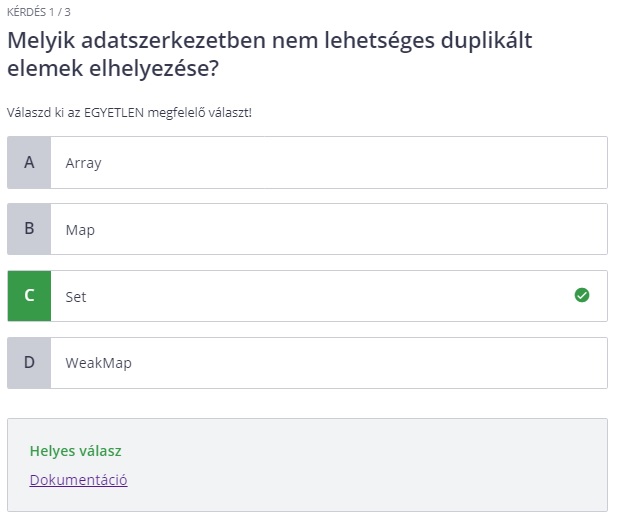 KÉRDÉS 1 / 3
Melyik adatszerkezetben nem lehetséges duplikált
elemek elhelyezése?
Válaszd ki az EGYETLEN megfelelő választ!
A Array
B Map
C Set
D WeakMap
Helyes válasz
Dokumentáció